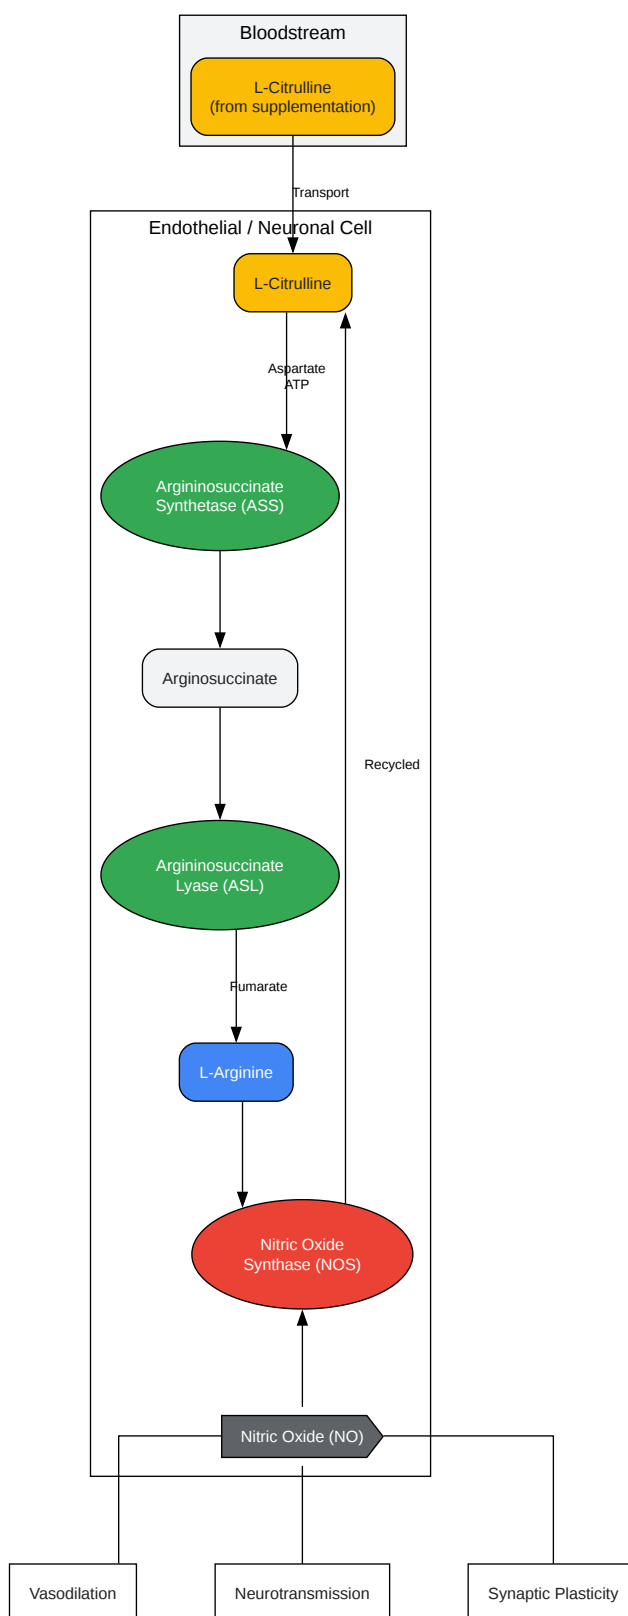 Bloodstream
L-Citrulline
(from supplementation)
Transport
Endothelial / Neuronal Cell
L-Citrulline
Aspartate
ATP
Argininosuccinate
Synthetase (ASS)
Arginosuccinate
Recycled
Argininosuccinate
Lyase (ASL)
Fumarate
L-Arginine
Nitric Oxide
Synthase (NOS)
Nitric Oxide (NO)
Vasodilation
Neurotransmission
Synaptic Plasticity